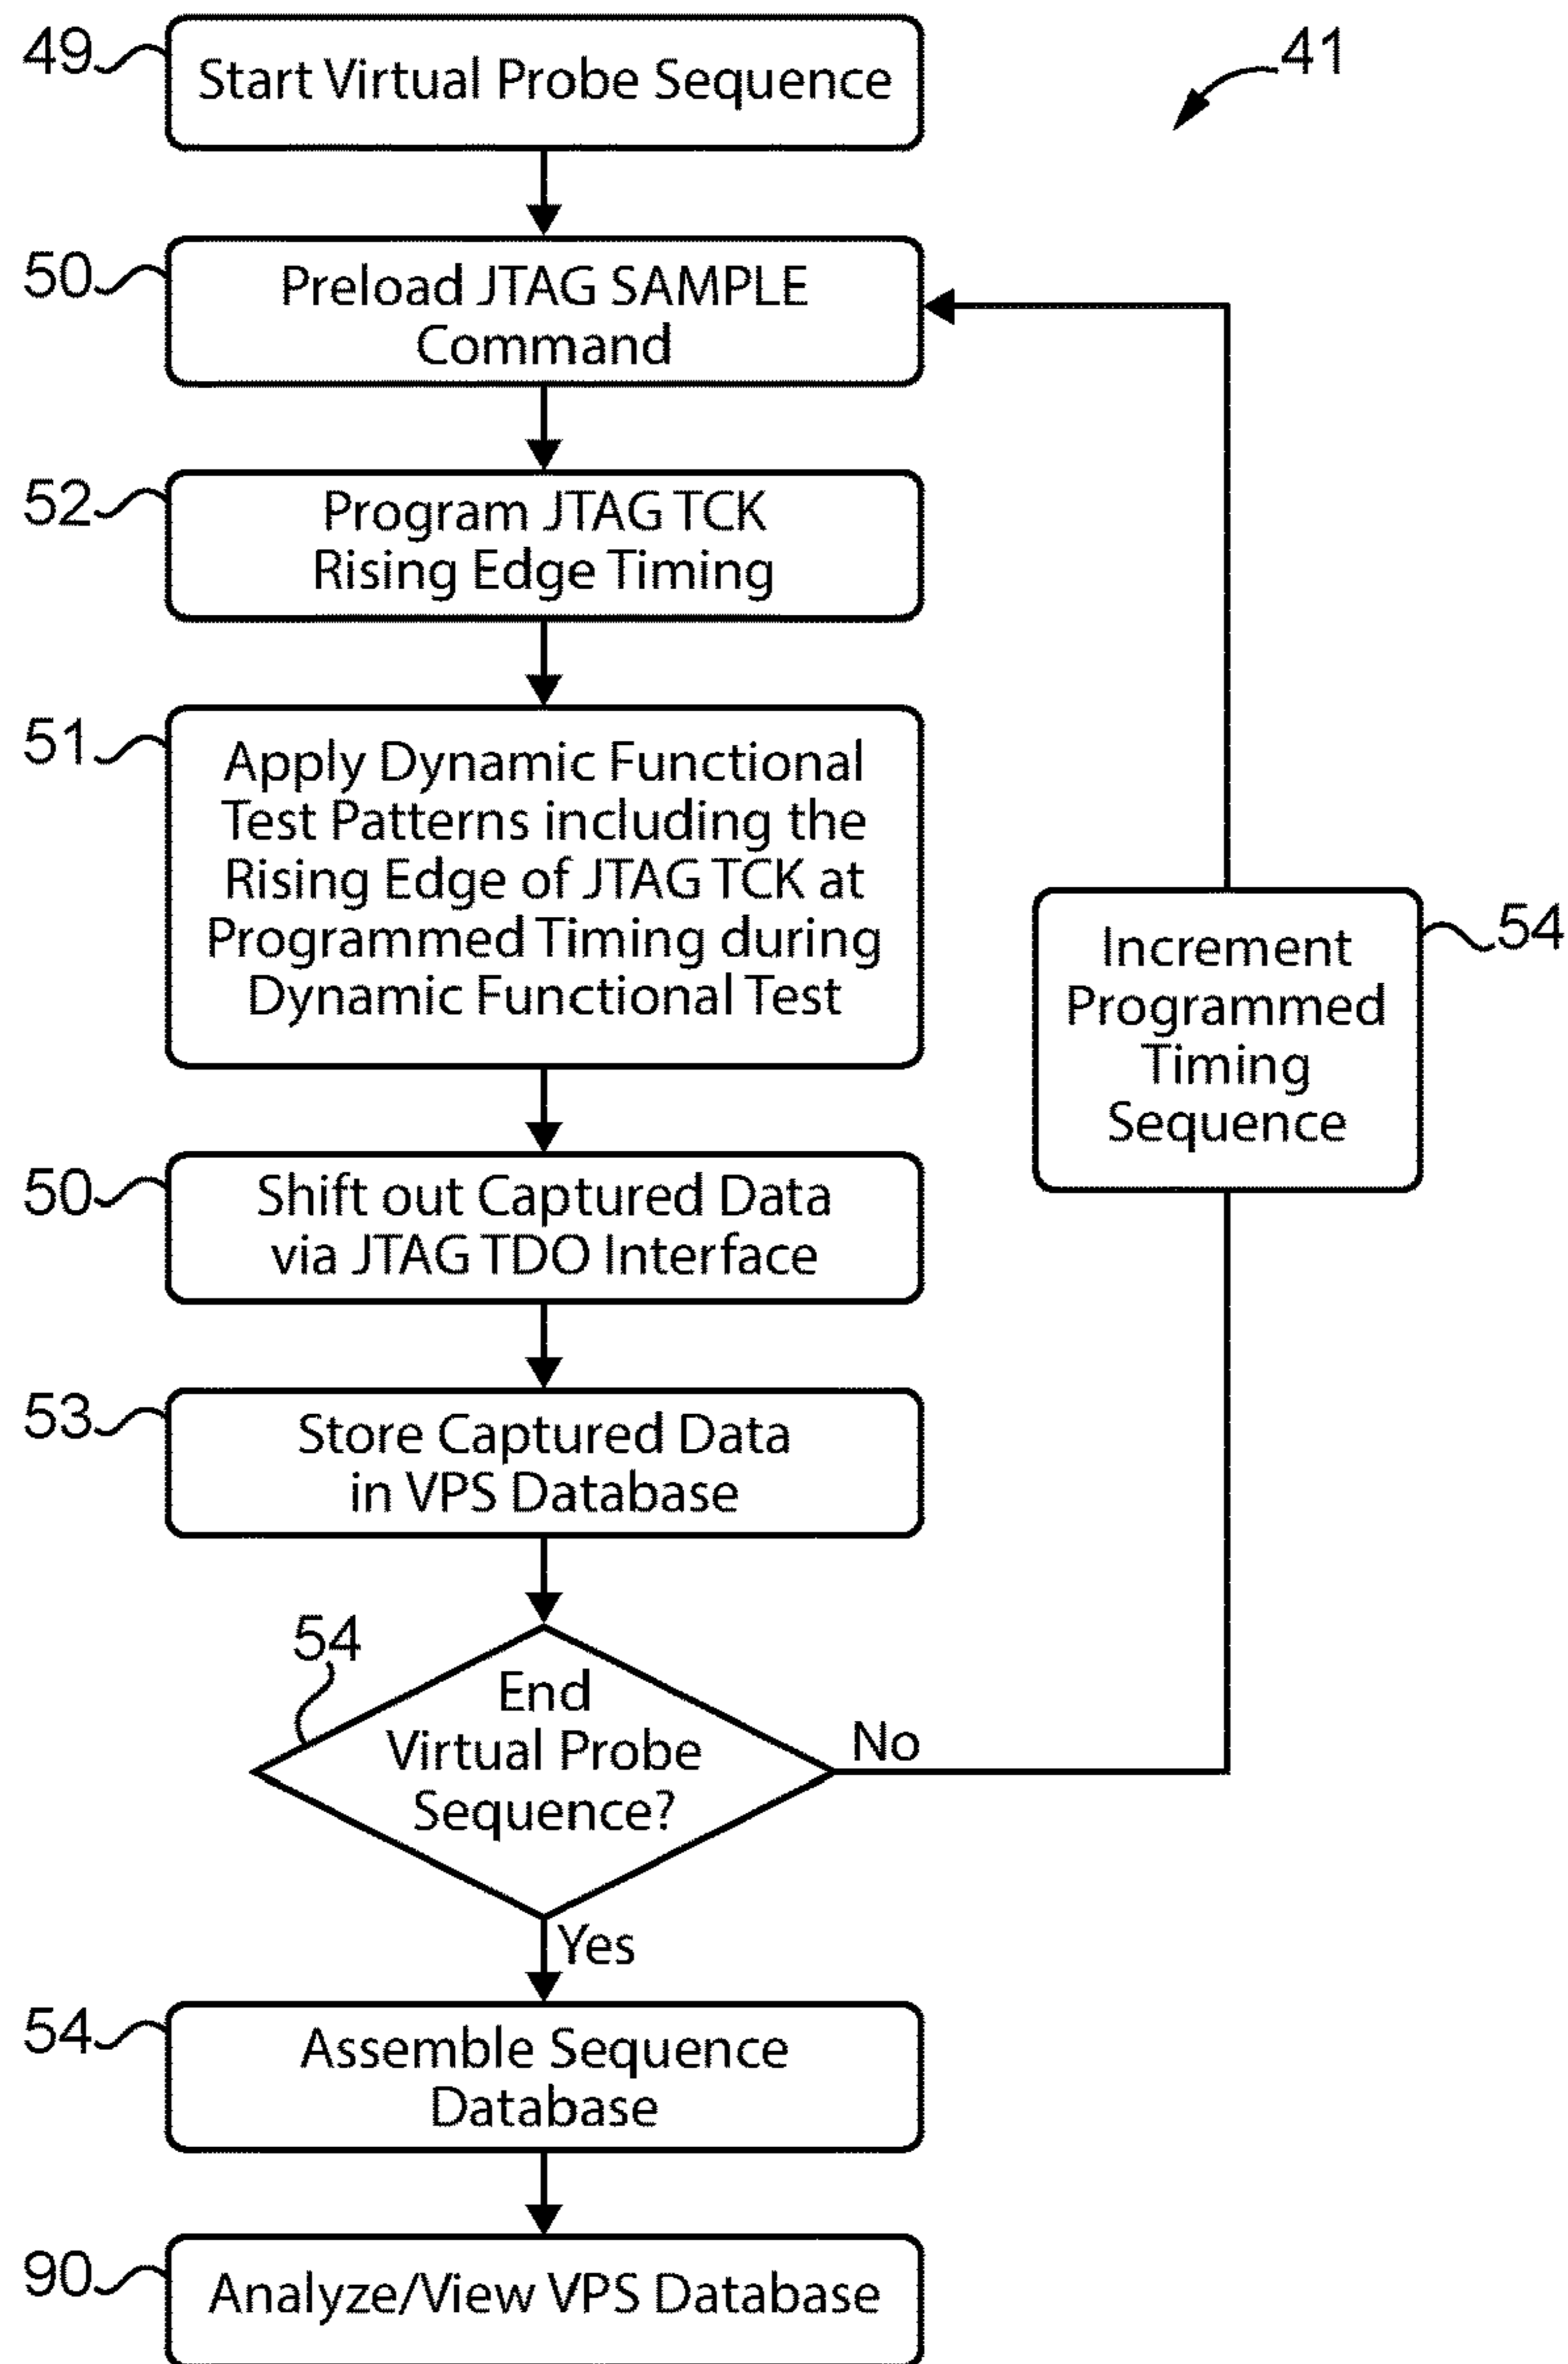 49
Start Virtual Probe Sequence
41
50
Preload JTAG SAMPLE
Command
52
Program JTAG TCK
Rising Edge Timing
51
Apply Dynamic Functional
Test Patterns including the
Rising Edge of JTAG TCK at
Programmed Timing during
Dynamic Functional Test
Increment
Programmed
Timing
Sequence
54
50
Shift out Captured Data
via JTAG TDO Interface
53
Store Captured Data
in VPS Database
54
End
Virtual Probe
Sequence?
No
Yes
54
Assemble Sequence
Database
90
Analyze/View VPS Database